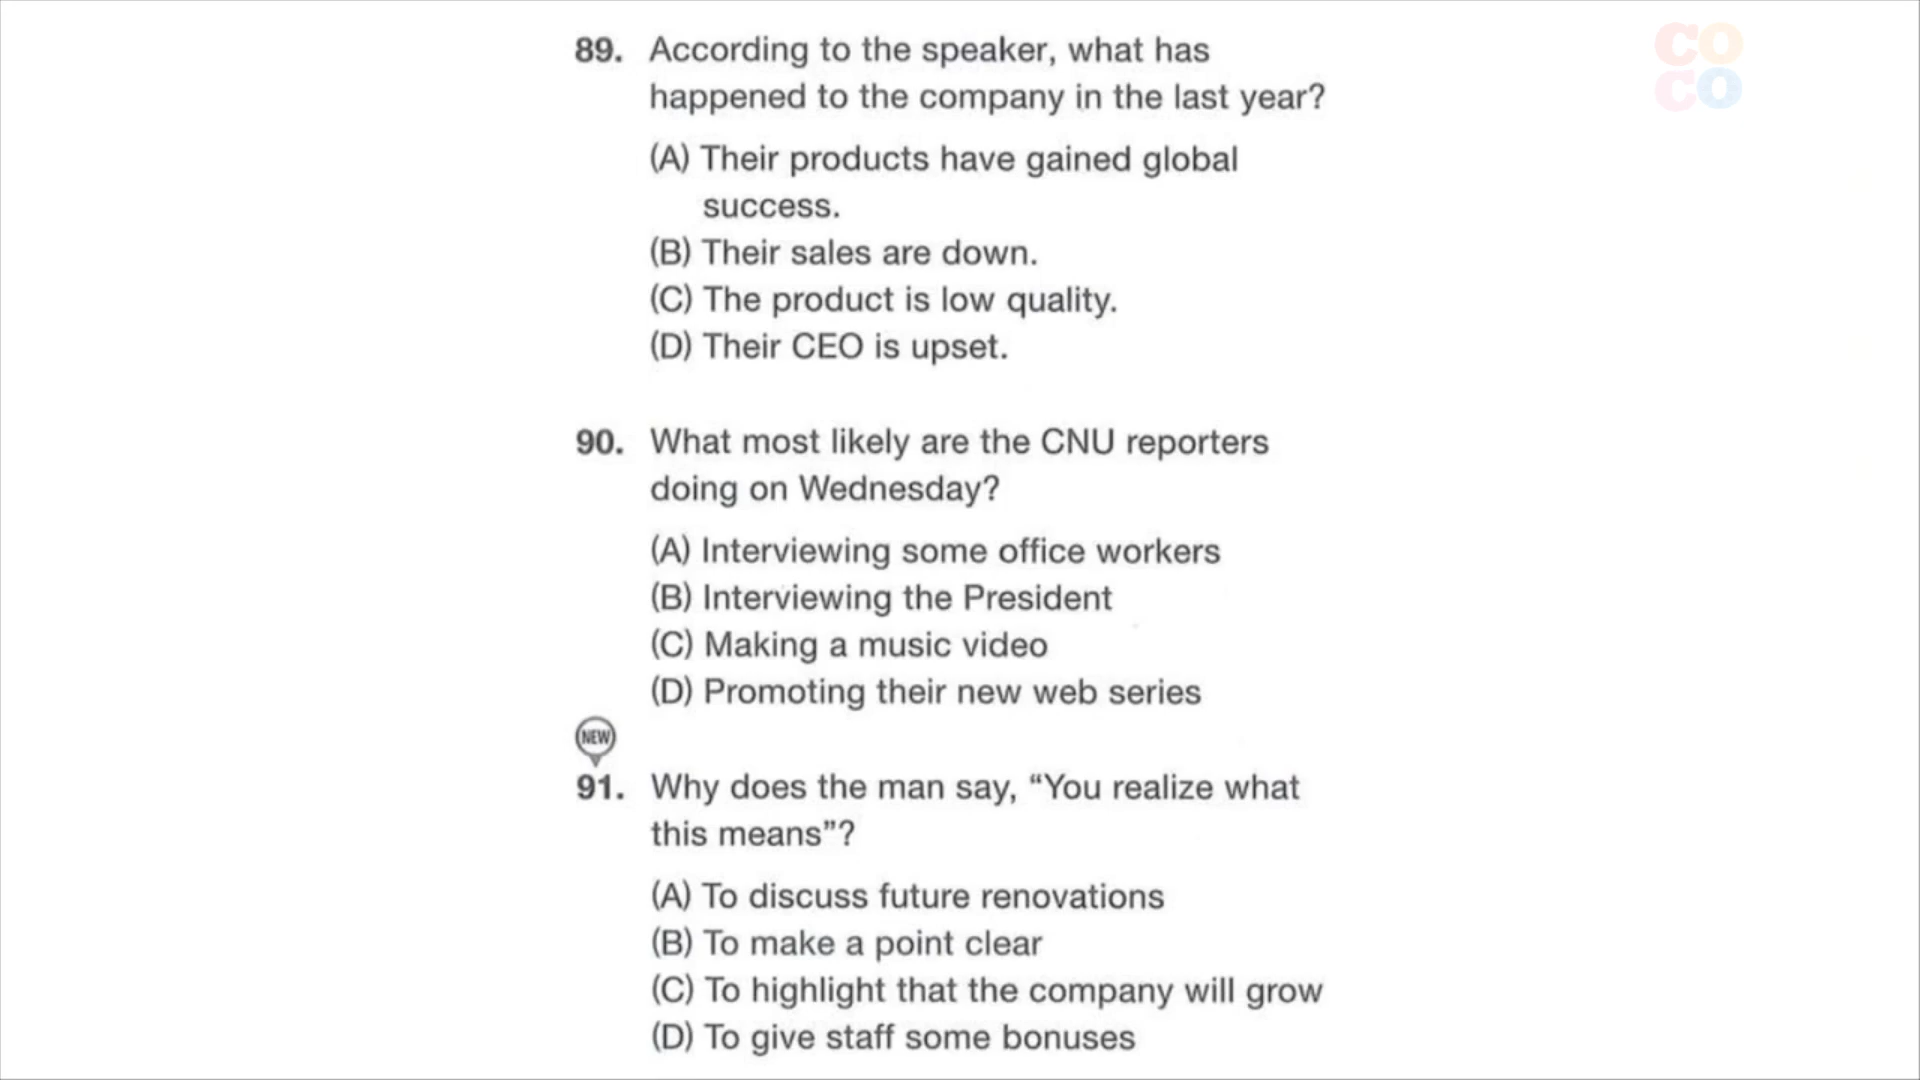 CO
CO
89. According to the speaker, what has
happened to the company in the last year?
(A) Their products have gained global
success.
(B) Their sales are down.
(C) The product is low quality.
(D) Their CEO is upset.
90. What most likely are the CNU reporters
doing on Wednesday?
(A) Interviewing some office workers
(B) Interviewing the President
(C) Making a music video
(D) Promoting their new web series
NEW
91. Why does the man say, “You realize what
this means”?
(A) To discuss future renovations
(B) To make a point clear
(C) To highlight that the company will grow
(D) To give staff some bonuses